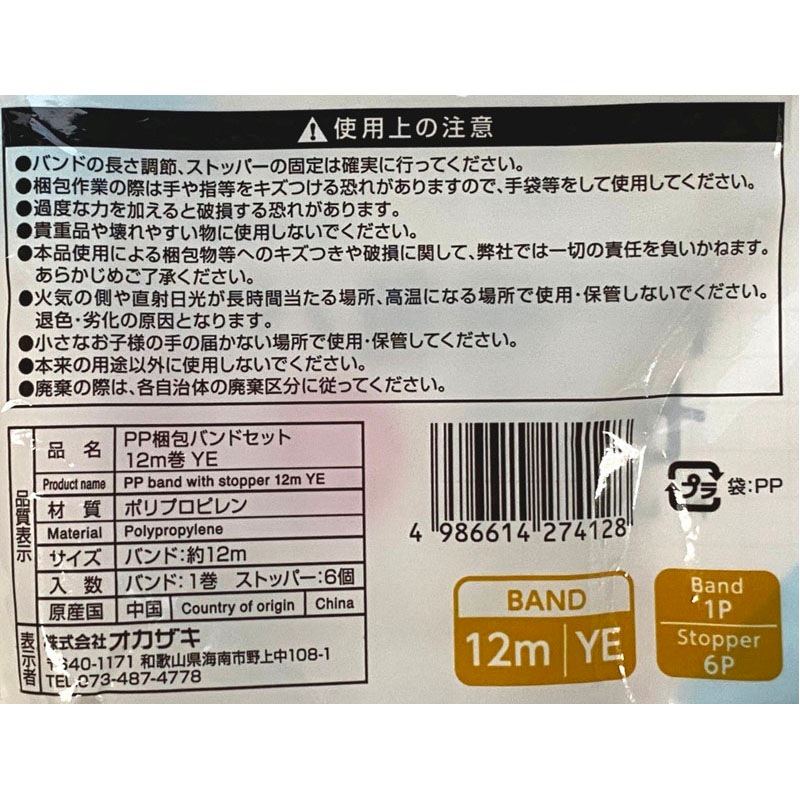 使用上の注意
●バンドの長さ調節、ストッパーの固定は確実に行ってください。
●梱包作業の際は手や指等をキズつける恐れがありますので、手袋等をして使用してください。
●過度な力を加えると破損する恐れがあります。
●貴重品や壊れやすい物に使用しないでください。
●本品使用による梱包物等へのキズつきや破損に関して、弊社では一切の責任を負いかねます。
あらかじめご了承ください。
●火気の側や直射日光が長時間当たる場所、高温になる場所で使用・保管しないでください。
退色・劣化の原因となります。
●小さなお子様の手の届かない場所で使用・保管してください。
●本来の用途以外に使用しないでください。
●廃棄の際は、各自治体の廃棄区分に従ってください。
品質表示
品名 PP梱包バンドセット
12m巻 YE
Product name PP band with stopper 12m YE
材質 ポリプロピレン
Material Polypropylene
サイズ バンド:約12m
入数 バンド:1巻 ストッパー:6個
原産国 中国 Country of origin China
表示者
株式会社オカザキ
〒640-1171 和歌山県海南市野上中108-1
TEL.073-487-4778
4 986614 274128
プラ 袋:PP
BAND
12m YE
Band
1P
Stopper
6P